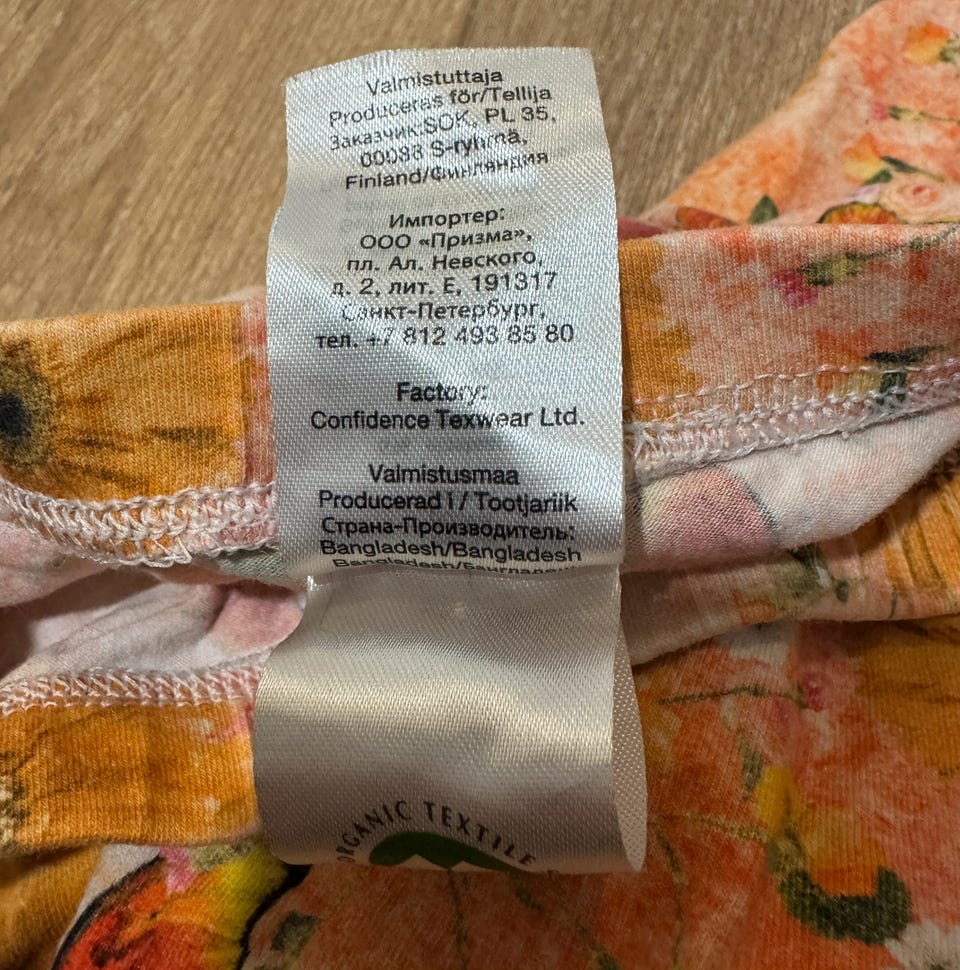 Valmistuttaja
Produceras för/Tellija
Заказчик:SOK, PL 35,
00088 S-ryhmä,
Finland/Финляндия
Импортер:
ООО «Призма»,
пл. Ал. Невского,
д. 2, лит. Е, 191317
Санкт-Петербург,
тел. +7 812 493 85 80
Factory:
Confidence Texwear Ltd.
Valmistusmaa
Producerad i / Tootjariik
Страна-Производитель:
Bangladesh/Bangladesh
Bangladesh/Бангладеш
ORGANIC TEXTILE